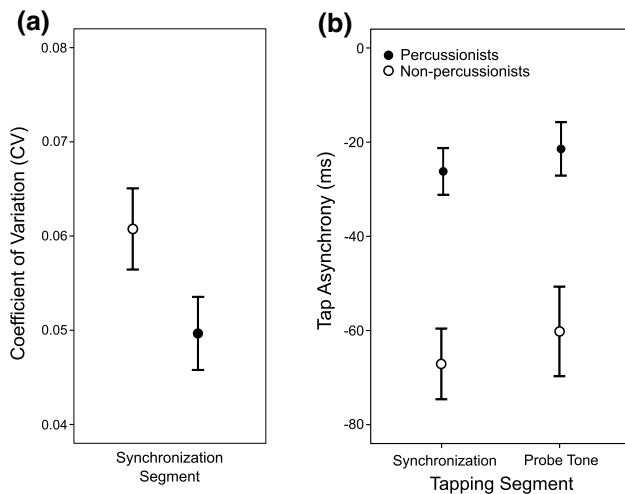 (a)
Coefficient of Variation (CV)
0.08
0.07
0.06
0.05
0.04
Synchronization
Segment
(b)
Tap Asynchrony (ms)
0
-20
-40
-60
-80
Percussionists
Non-percussionists
Synchronization
Probe Tone
Tapping Segment